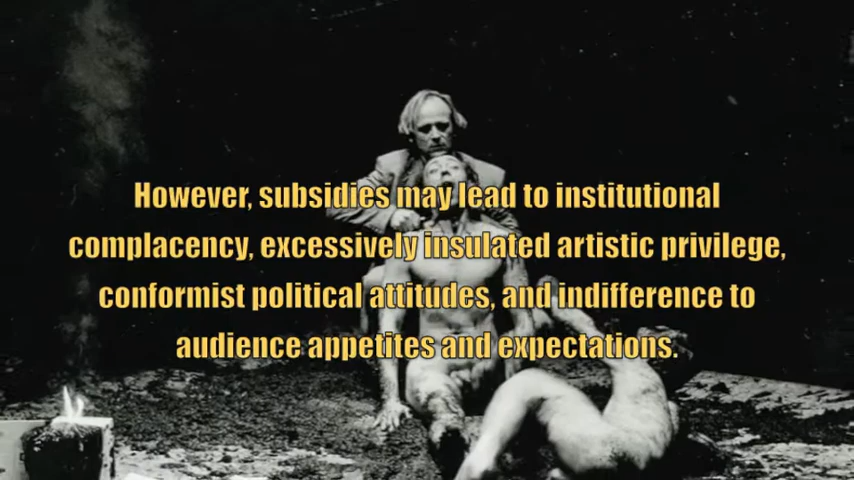 However, subsidies may lead to institutional
complacency, excessively insulated artistic privilege,
conformist political attitudes, and indifference to
audience appetites and expectations.